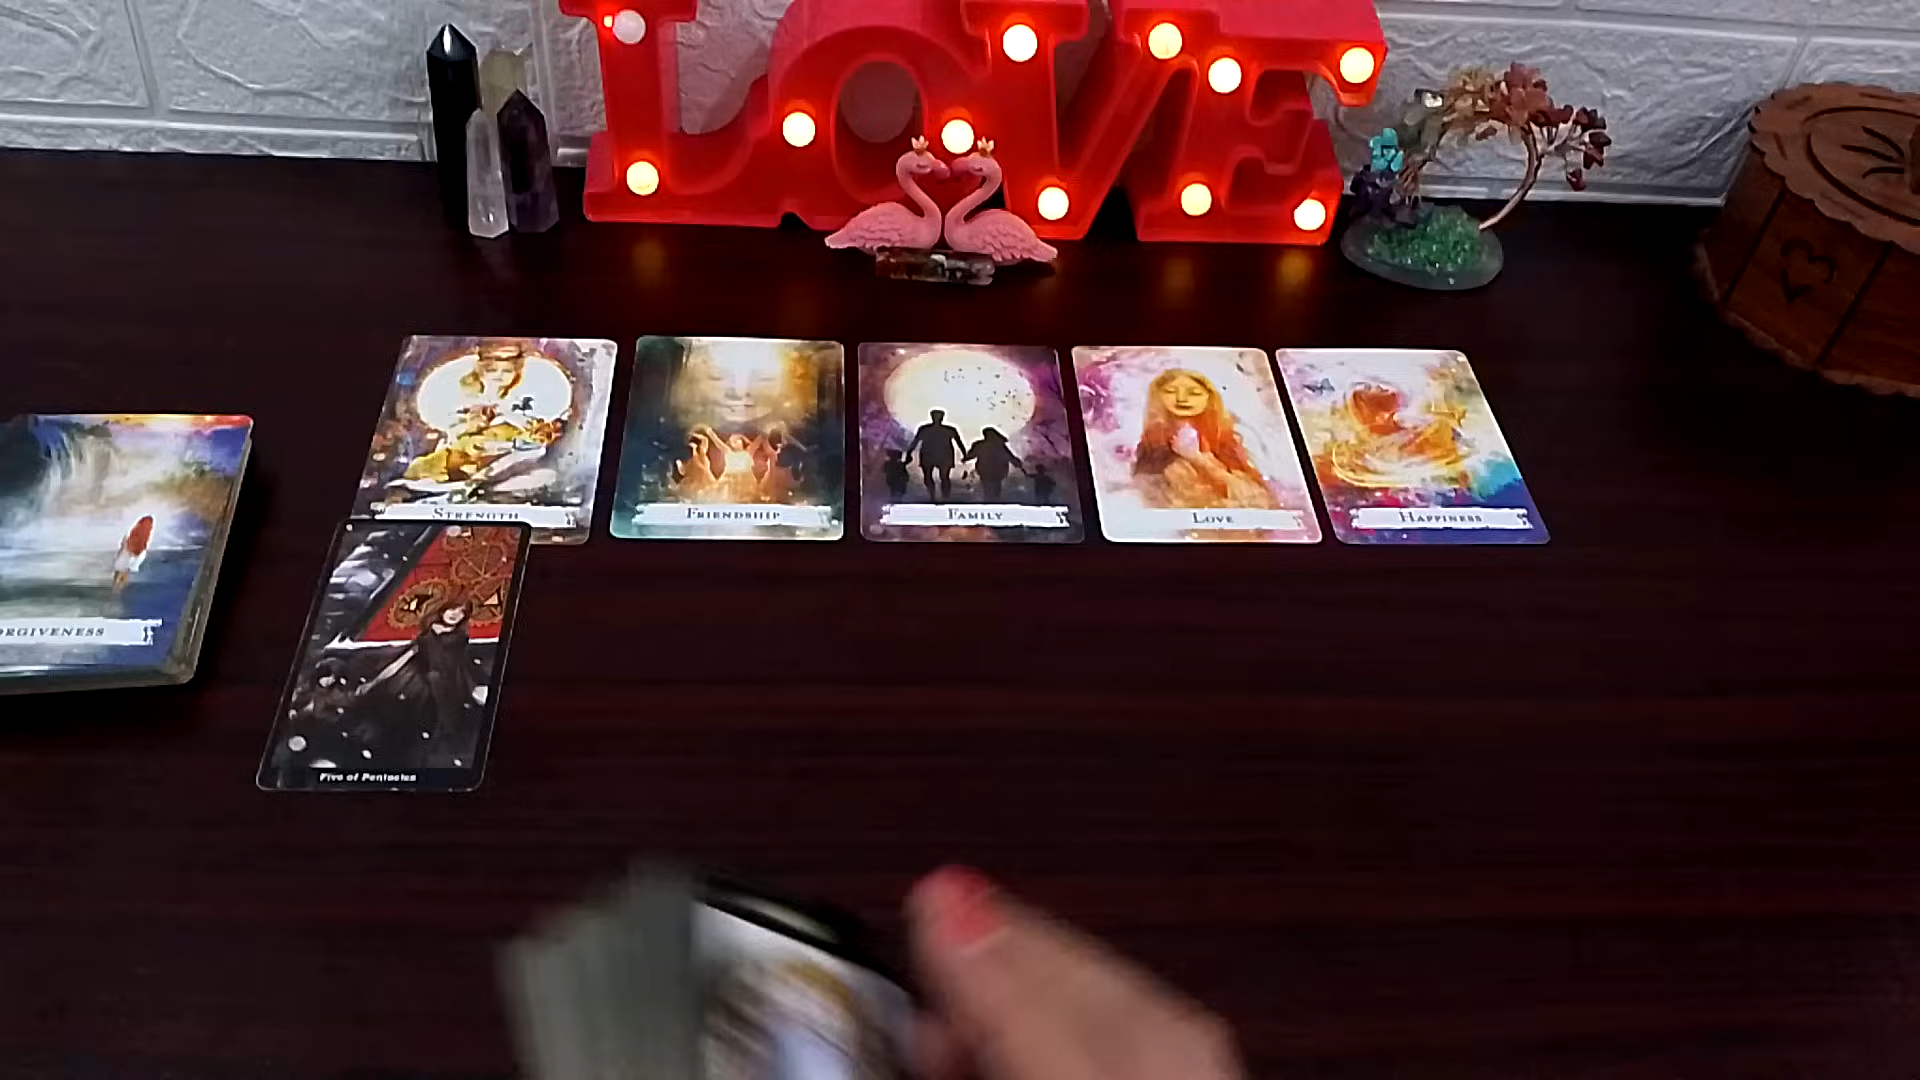 LOVE
STRENGTH
FRIENDSHIP
FAMILY
LOVE
HAPPINESS
ORGIVENESS
Five of Pentacles